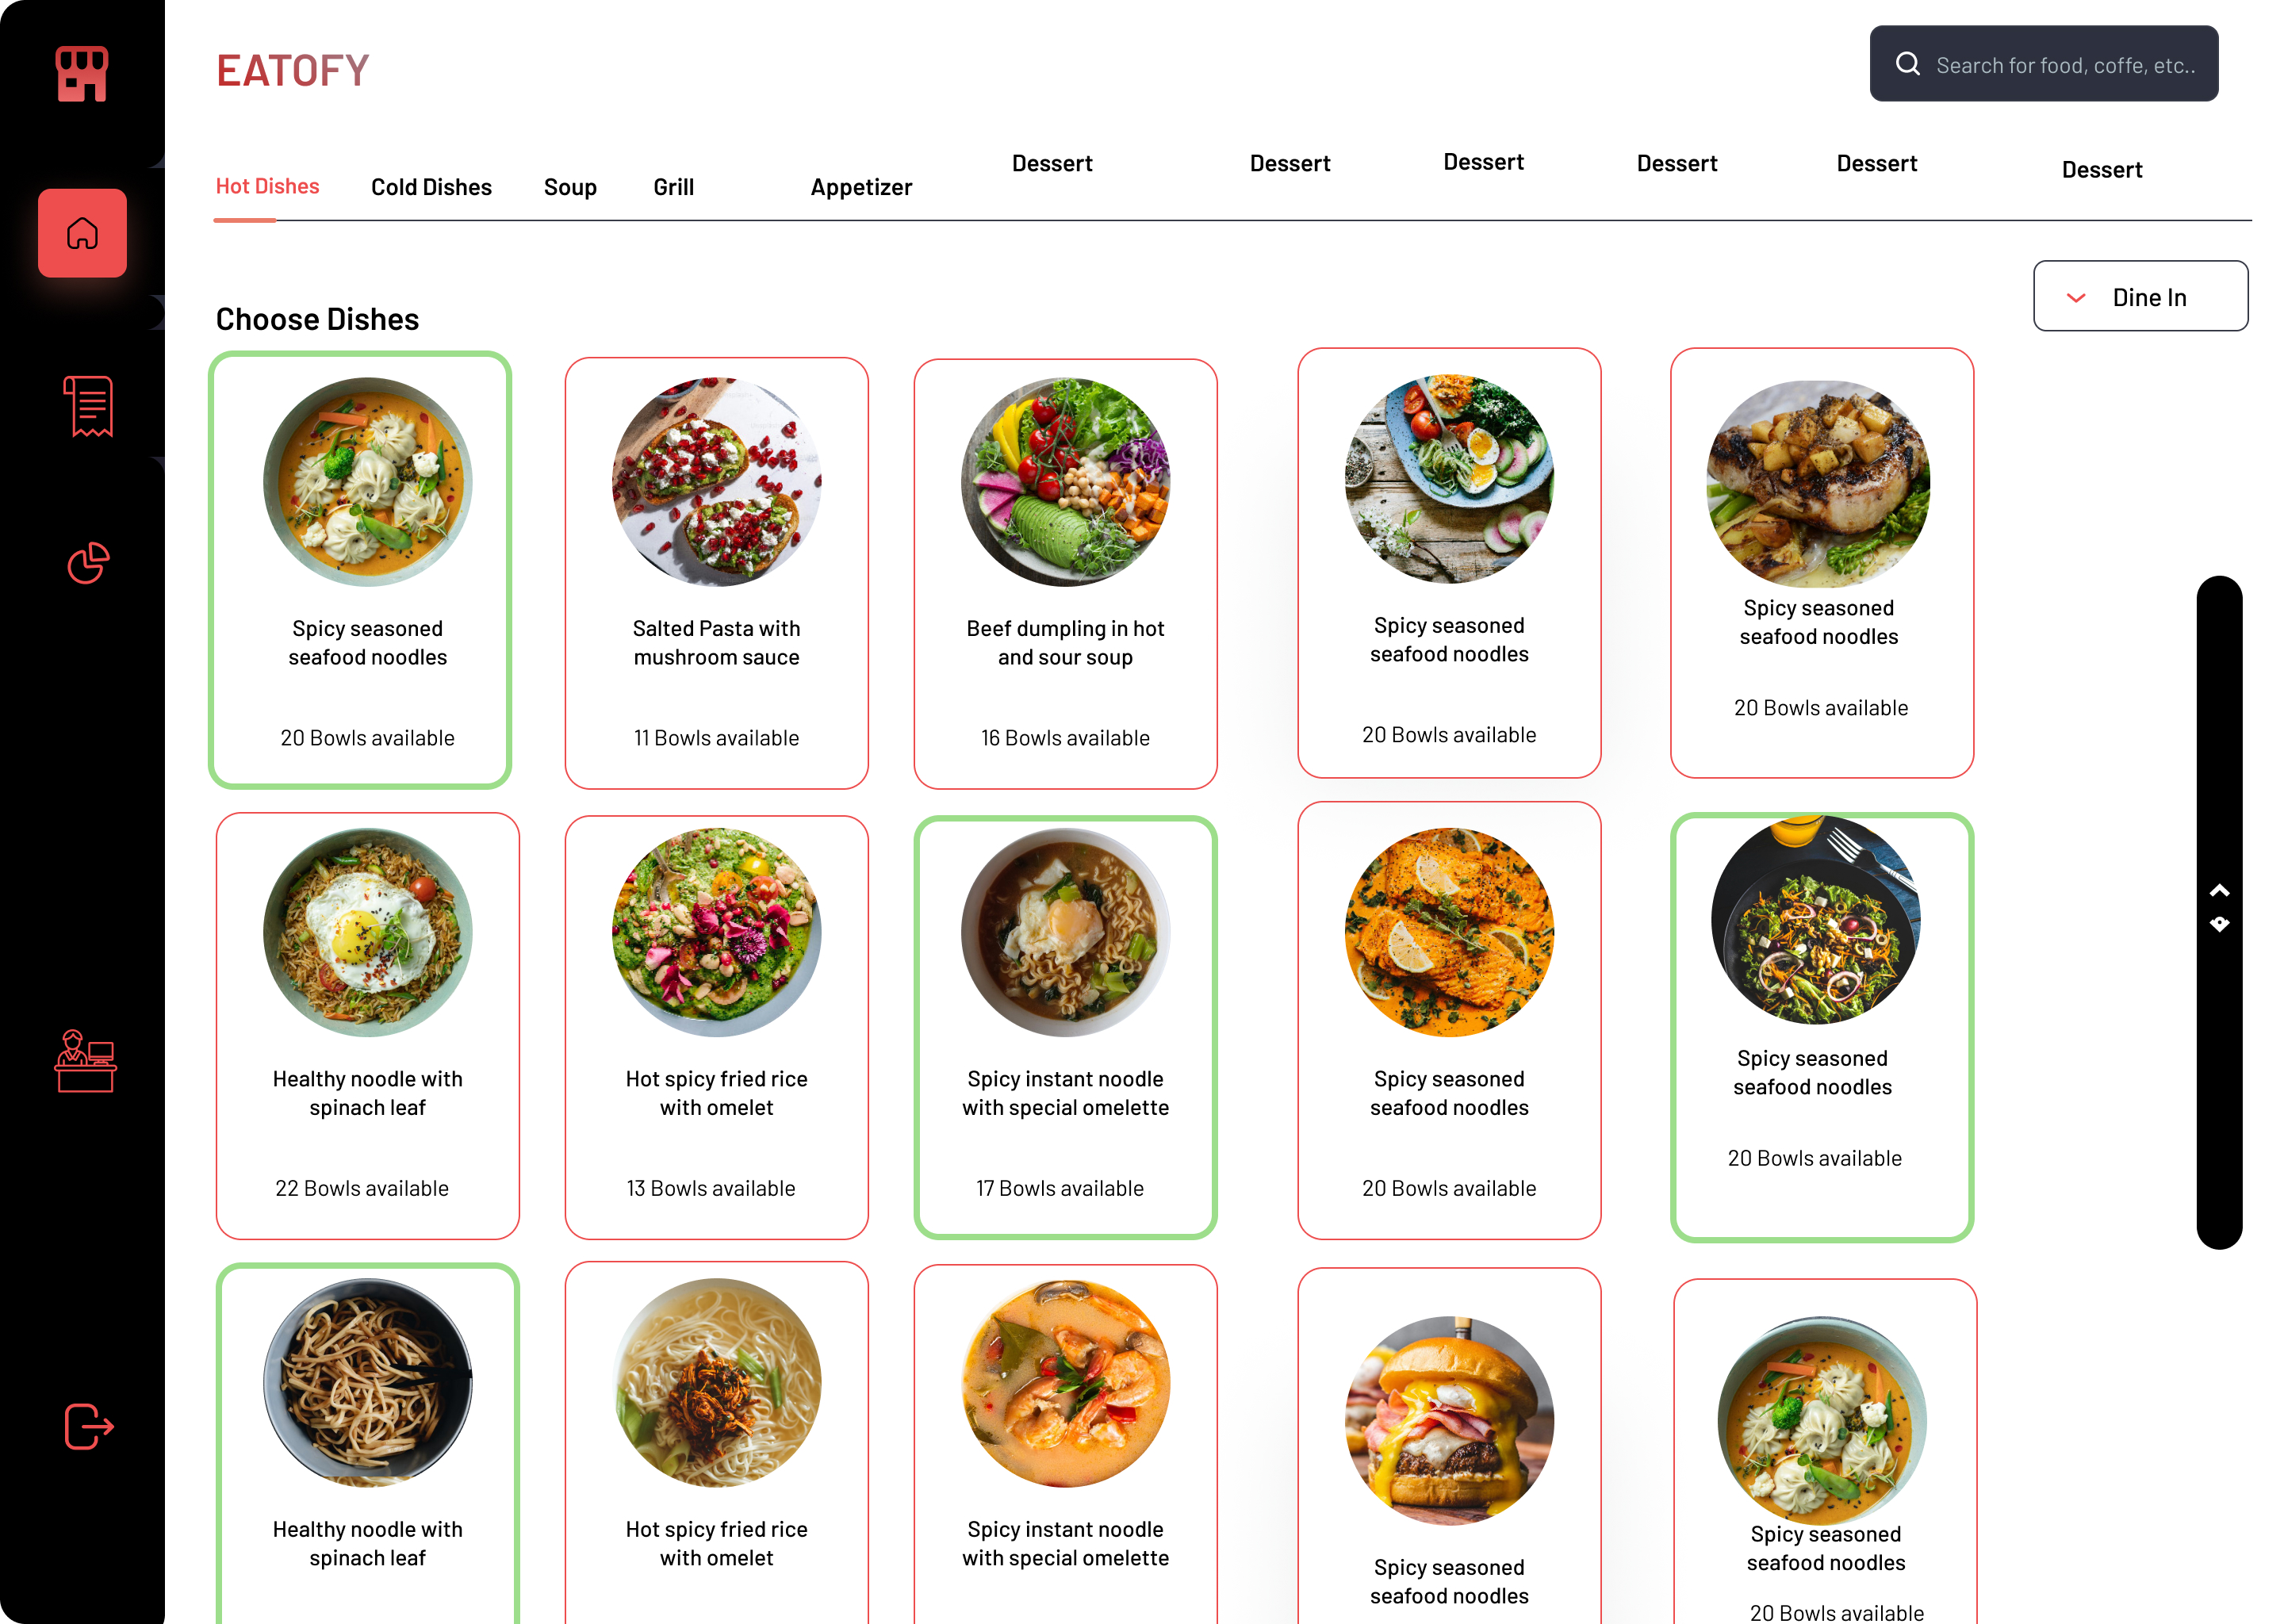 EATOFY
Search for food, coffe, etc..
Hot Dishes
Cold Dishes
Soup
Grill
Appetizer
Dessert
Dessert
Dessert
Dessert
Dessert
Dessert
Choose Dishes
Dine In
Spicy seasoned
seafood noodles
20 Bowls available
Salted Pasta with
mushroom sauce
11 Bowls available
Beef dumpling in hot
and sour soup
16 Bowls available
Spicy seasoned
seafood noodles
20 Bowls available
Spicy seasoned
seafood noodles
20 Bowls available
Healthy noodle with
spinach leaf
22 Bowls available
Hot spicy fried rice
with omelet
13 Bowls available
Spicy instant noodle
with special omelette
17 Bowls available
Spicy seasoned
seafood noodles
20 Bowls available
Spicy seasoned
seafood noodles
20 Bowls available
Healthy noodle with
spinach leaf
Hot spicy fried rice
with omelet
Spicy instant noodle
with special omelette
Spicy seasoned
seafood noodles
Spicy seasoned
seafood noodles
20 Bowls available